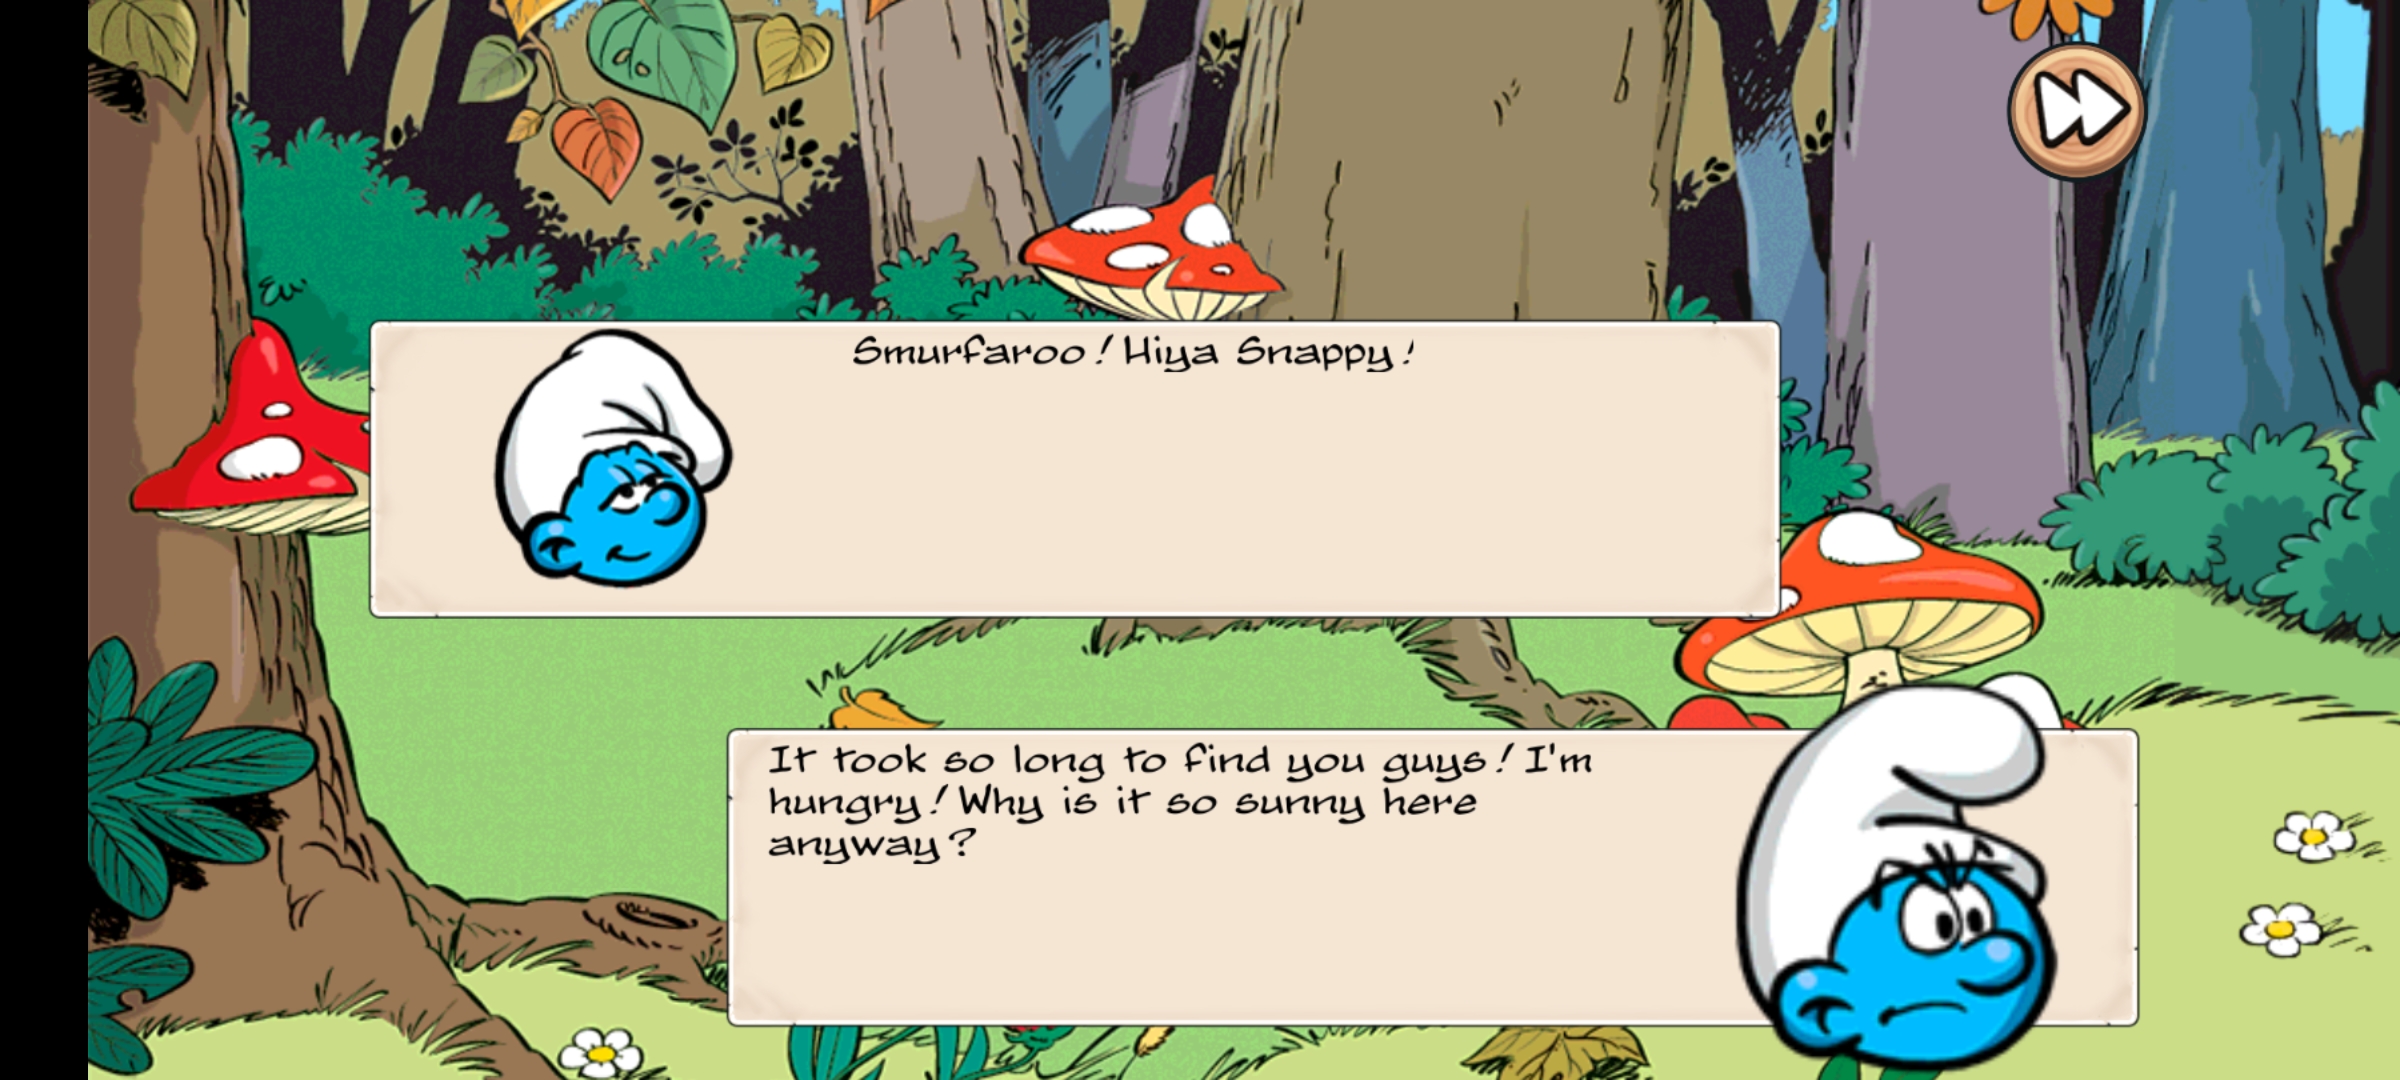 Smurfaroo! Hiya Snappy!
It took so long to find you guys! I'm
hungry! Why is it so sunny here
anyway?